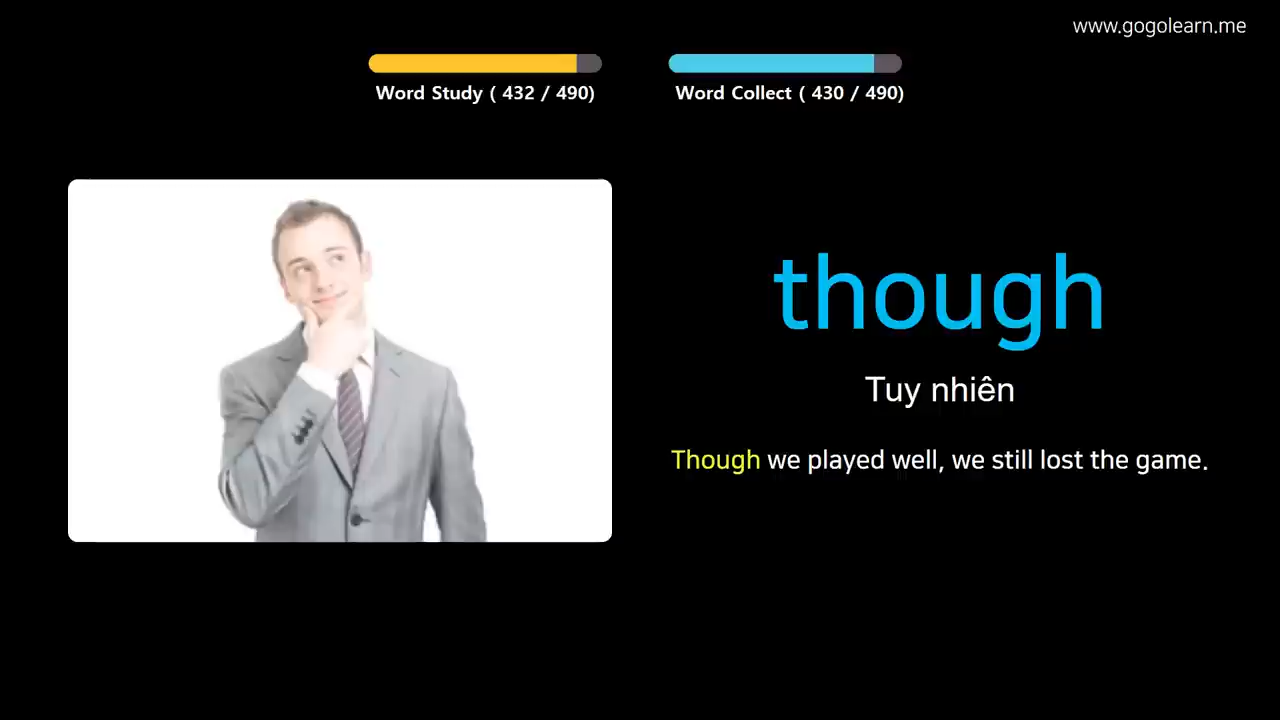 www.gogolearn.me
Word Study ( 432 / 490)
Word Collect ( 430 / 490)
though
Tuy nhiên
Though we played well, we still lost the game.